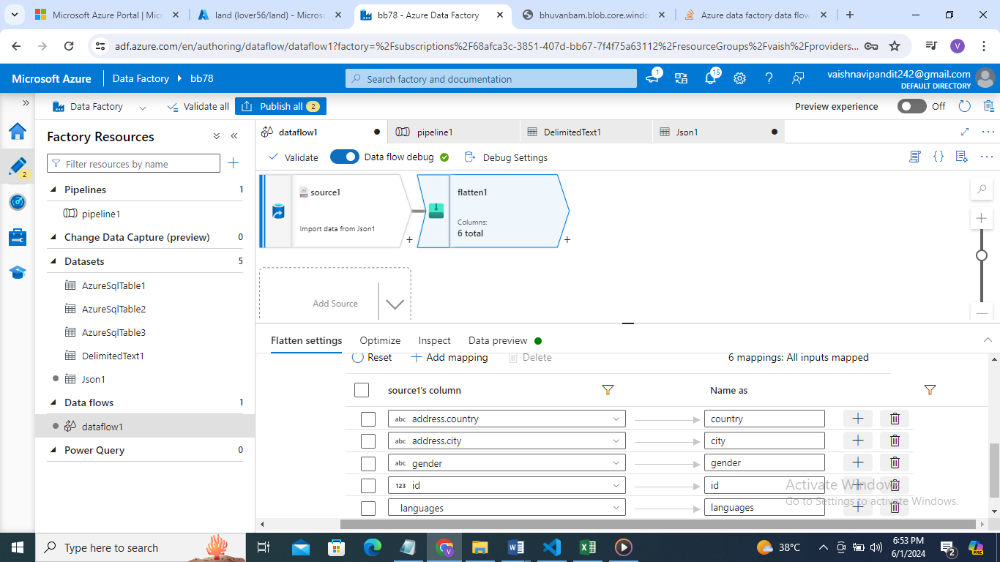 Microsoft Azure Portal | Micr
land (lover56/land) - Microso
bb78 - Azure Data Factory
bhuvanbam.blob.core.windo
Azure data factory data flow
adf.azure.com/en/authoring/dataflow/dataflow1?factory=%2Fsubscriptions%2F68afca3c-3851-407d-bb67-7f4f75a63112%2FresourceGroups%2Fvaish%2Fproviders...
V
Microsoft Azure
Data Factory
bb78
Search factory and documentation
1
15
vaishnavipandit242@gmail.com
DEFAULT DIRECTORY
Data Factory
Validate all
Publish all
2
Preview experience
Off
2
Factory Resources
Filter resources by name
Pipelines 1
pipeline1
Change Data Capture (preview) 0
Datasets 5
AzureSqlTable1
AzureSqlTable2
AzureSqlTable3
DelimitedText1
Json1
Data flows 1
dataflow1
Power Query 0
dataflow1
pipeline1
DelimitedText1
Json1
Validate
Data flow debug
Debug Settings
source1
Import data from Json1
+
flatten1
Columns:
6 total
+
Add Source
Flatten settings
Optimize
Inspect
Data preview
Reset
Add mapping
Delete
6 mappings: All inputs mapped
source1's column
Name as
abc address.country
country
abc address.city
city
abc gender
gender
123 id
id
languages
languages
Activate Windows
Go to Settings to activate Windows.
Type here to search
V
38°C
6:53 PM
6/1/2024
2
PRE